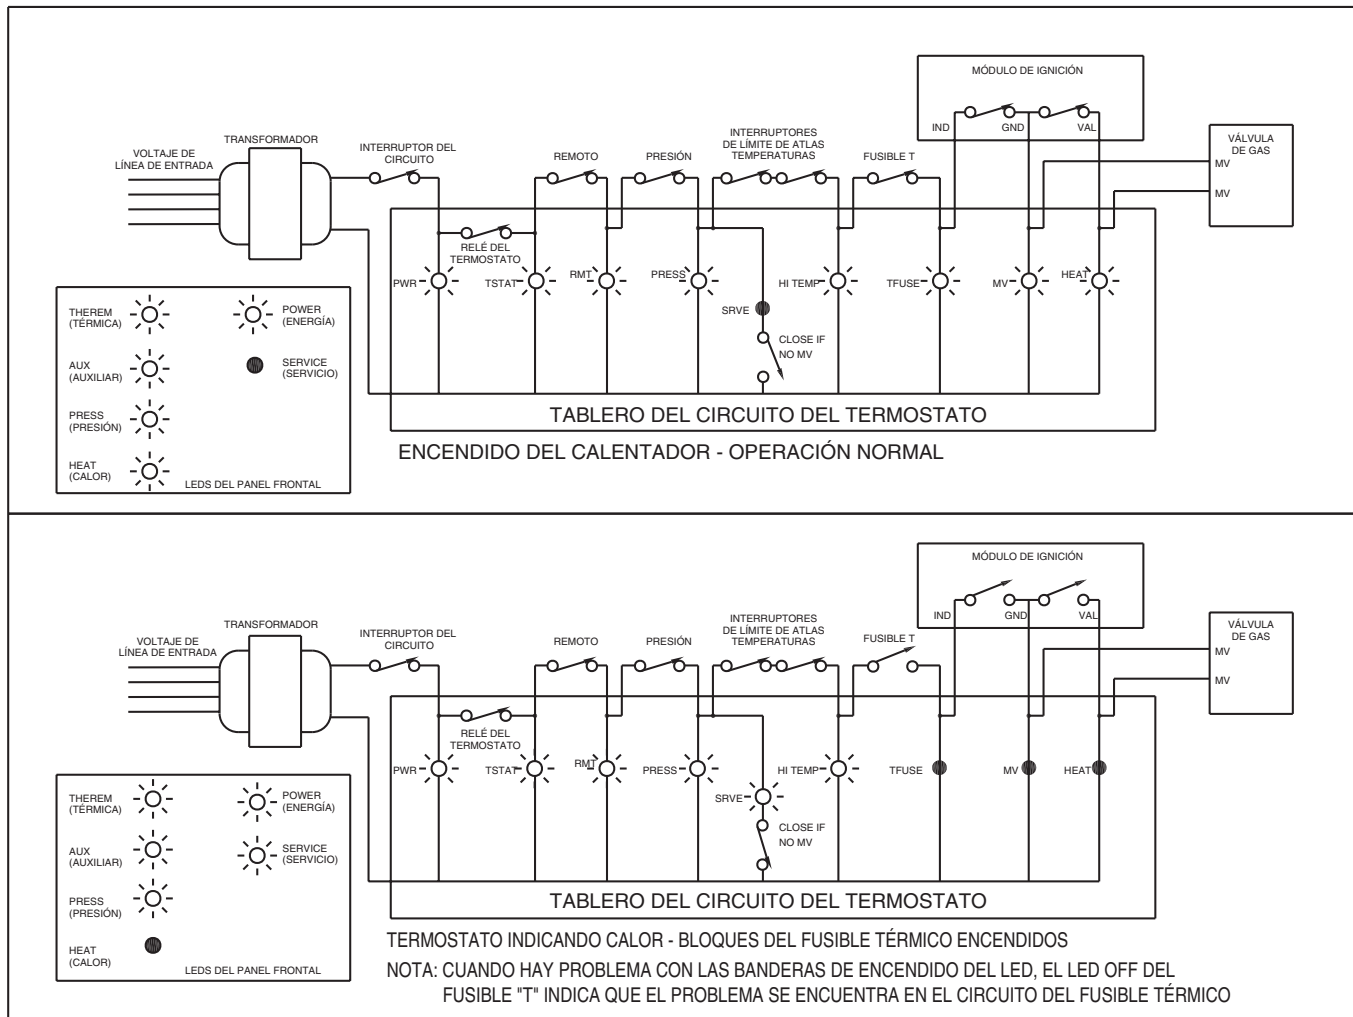 MÓDULO DE IGNICIÓN
IND
GND
VAL
VÁLVULA
DE GAS
MV
MV
TRANSFORMADOR
VOLTAJE DE
LÍNEA DE ENTRADA
INTERRUPTOR DEL
CIRCUITO
REMOTO
PRESIÓN
INTERRUPTORES
DE LÍMITE DE ATLAS
TEMPERATURAS
FUSIBLE T
RELÉ DEL
TERMOSTATO
PWR
TSTAT
RMT
PRESS
HI TEMP
TFUSE
MV
HEAT
SRVE
CLOSE IF
NO MV
THEREM
(TÉRMICA)
POWER
(ENERGÍA)
AUX
(AUXILIAR)
SERVICE
(SERVICIO)
PRESS
(PRESIÓN)
HEAT
(CALOR)
LEDS DEL PANEL FRONTAL
TABLERO DEL CIRCUITO DEL TERMOSTATO
ENCENDIDO DEL CALENTADOR - OPERACIÓN NORMAL
MÓDULO DE IGNICIÓN
IND
GND
VAL
VÁLVULA
DE GAS
MV
MV
TRANSFORMADOR
VOLTAJE DE
LÍNEA DE ENTRADA
INTERRUPTOR DEL
CIRCUITO
REMOTO
PRESIÓN
INTERRUPTORES
DE LÍMITE DE ATLAS
TEMPERATURAS
FUSIBLE T
RELÉ DEL
TERMOSTATO
PWR
TSTAT
RMT
PRESS
HI TEMP
TFUSE
MV
HEAT
SRVE
CLOSE IF
NO MV
THEREM
(TÉRMICA)
POWER
(ENERGÍA)
AUX
(AUXILIAR)
SERVICE
(SERVICIO)
PRESS
(PRESIÓN)
HEAT
(CALOR)
LEDS DEL PANEL FRONTAL
TABLERO DEL CIRCUITO DEL TERMOSTATO
TERMOSTATO INDICANDO CALOR - BLOQUES DEL FUSIBLE TÉRMICO ENCENDIDOS
NOTA: CUANDO HAY PROBLEMA CON LAS BANDERAS DE ENCENDIDO DEL LED, EL LED OFF DEL
FUSIBLE "T" INDICA QUE EL PROBLEMA SE ENCUENTRA EN EL CIRCUITO DEL FUSIBLE TÉRMICO